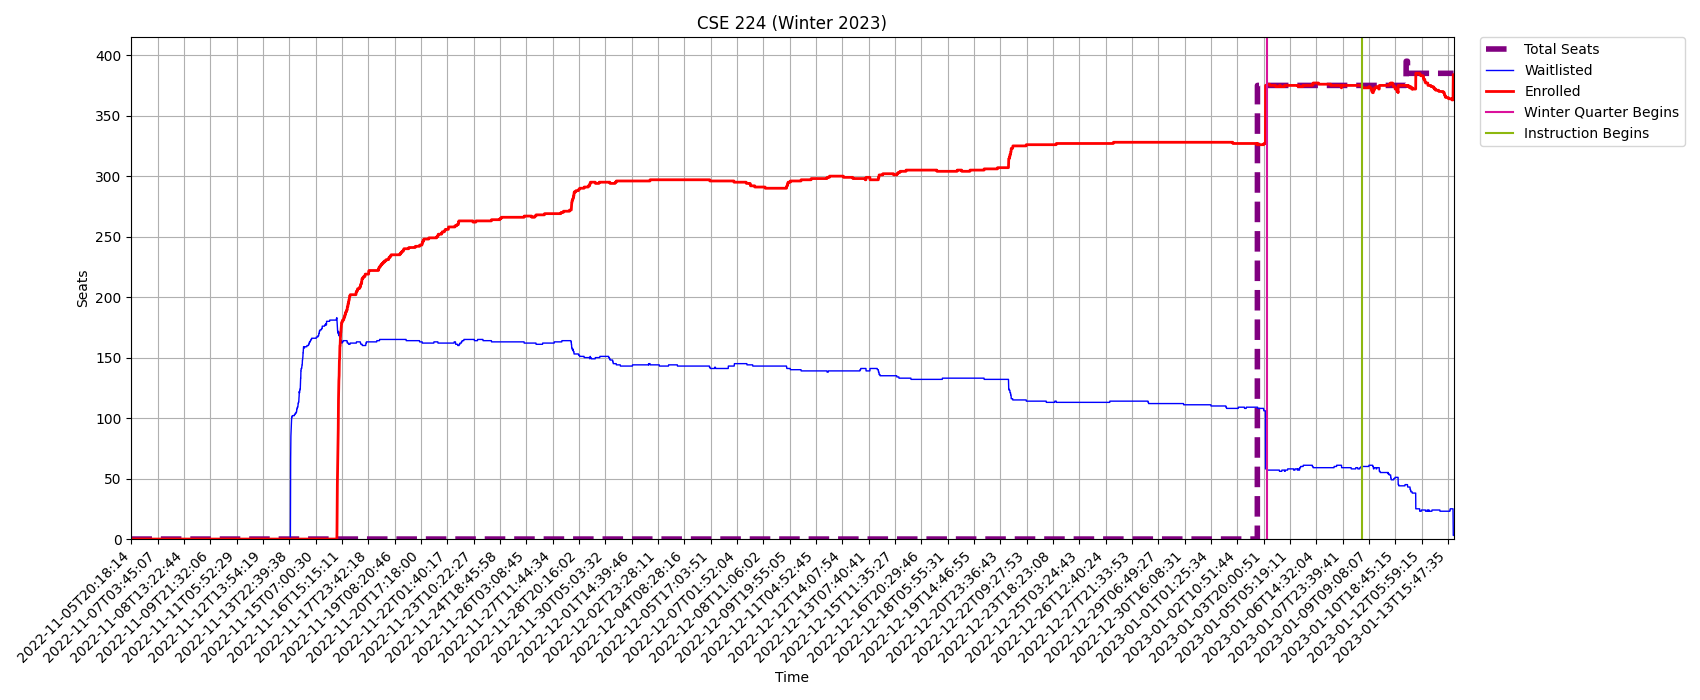 CSE 224 (Winter 2023)
Total Seats
Waitlisted
Enrolled
Winter Quarter Begins
Instruction Begins
Seats
400
350
300
250
200
150
100
50
0
2022-11-05T20:18:14
2022-11-07T03:45:07
2022-11-08T13:22:44
2022-11-09T21:32:06
2022-11-11T05:52:29
2022-11-12T13:54:19
2022-11-13T22:39:38
2022-11-15T07:00:30
2022-11-16T15:15:11
2022-11-17T23:42:18
2022-11-19T08:20:46
2022-11-20T17:18:00
2022-11-22T01:40:17
2022-11-23T10:22:27
2022-11-24T18:45:58
2022-11-26T03:08:45
2022-11-27T11:44:34
2022-11-28T20:16:02
2022-11-30T05:03:32
2022-12-01T14:39:46
2022-12-02T23:28:11
2022-12-04T08:28:16
2022-12-05T17:03:51
2022-12-07T01:52:04
2022-12-08T11:06:02
2022-12-09T19:55:05
2022-12-11T04:52:45
2022-12-12T14:07:54
2022-12-13T07:40:41
2022-12-15T11:35:27
2022-12-16T20:29:46
2022-12-18T05:55:31
2022-12-19T14:46:55
2022-12-20T23:36:43
2022-12-22T09:27:53
2022-12-23T18:23:08
2022-12-25T03:24:43
2022-12-26T12:40:24
2022-12-27T21:33:53
2022-12-29T06:49:27
2022-12-30T16:08:31
2023-01-01T01:25:34
2023-01-02T10:51:44
2023-01-03T20:00:51
2023-01-05T05:19:11
2023-01-06T14:32:04
2023-01-07T23:39:41
2023-01-09T09:08:07
2023-01-10T18:45:15
2023-01-12T05:59:15
2023-01-13T15:47:35
Time